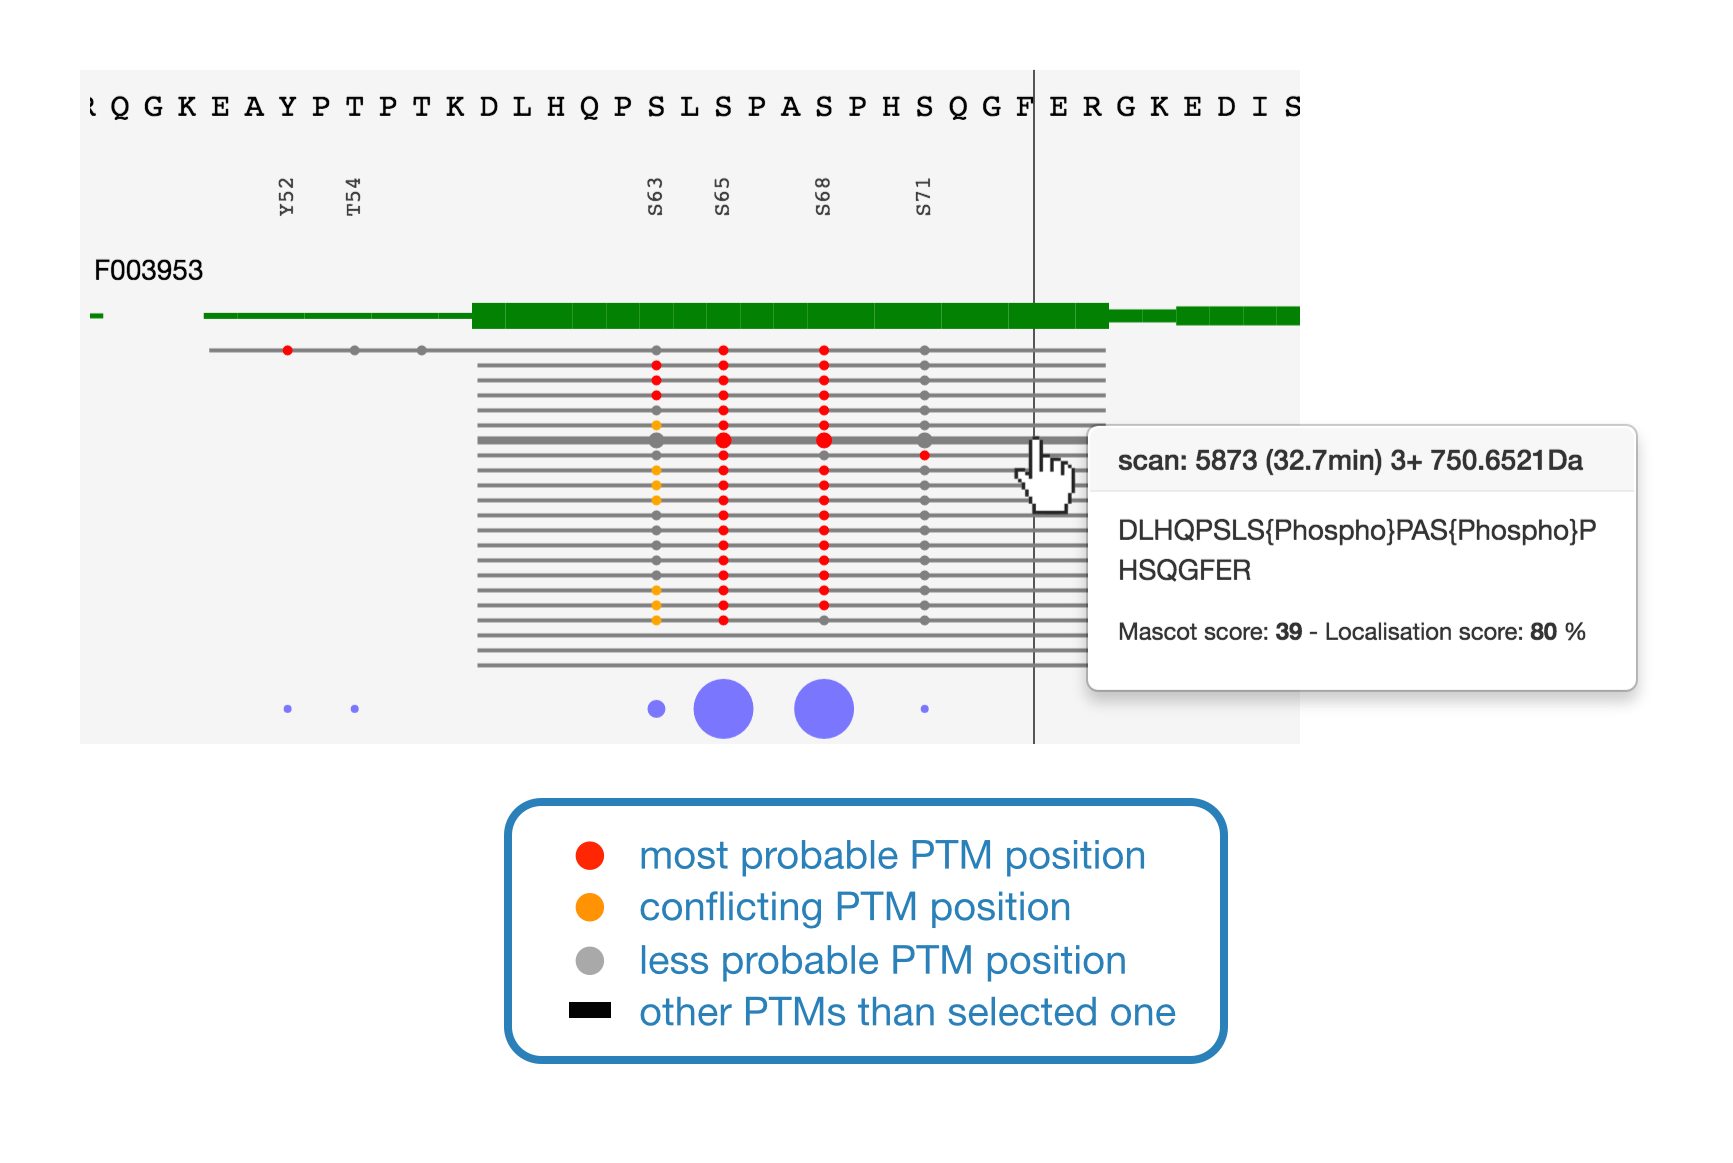 Q G K E A Y P T P T K D L H Q P S L S P A S P H S Q G F E R G K E D I S
Y52 T54 S63 S65 S68 S71
F003953
scan: 5873 (32.7min) 3+ 750.6521Da
DLHQPSLS{Phospho}PAS{Phospho}P
HSQGFER
Mascot score: 39 - Localisation score: 80 %
most probable PTM position
conflicting PTM position
less probable PTM position
other PTMs than selected one